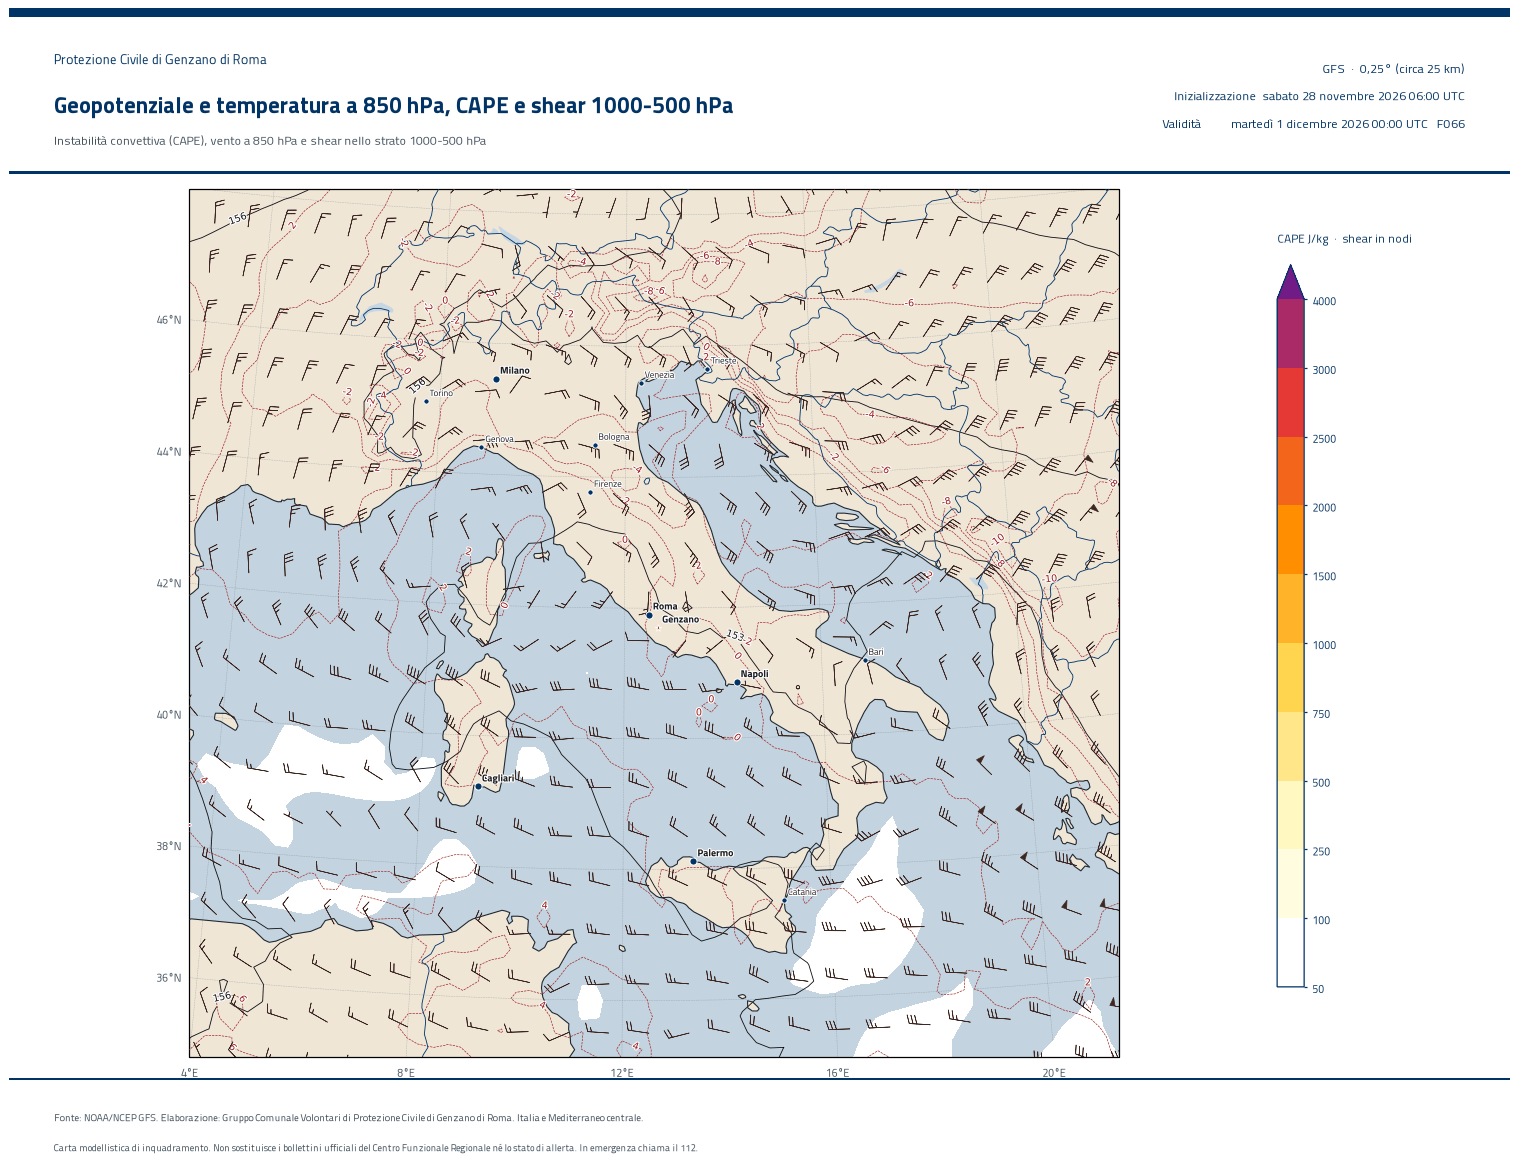 Protezione Civile di Genzano di Roma
Geopotenziale e temperatura a 850 hPa, CAPE e shear 1000-500 hPa
Instabilità convettiva (CAPE), vento a 850 hPa e shear nello strato 1000-500 hPa
GFS · 0,25° (circa 25 km)
Inizializzazione sabato 28 novembre 2026 06:00 UTC
Validità martedì 1 dicembre 2026 00:00 UTC F066
CAPE J/kg · shear in nodi
4000
3000
2500
2000
1500
1000
750
500
250
100
50
46°N
44°N
42°N
40°N
38°N
36°N
4°E
8°E
12°E
16°E
20°E
156
156
153
156
Milano
Torino
Venezia
Trieste
Genova
Bologna
Firenze
Roma
Genzano
Napoli
Bari
Cagliari
Palermo
Catania
Fonte: NOAA/NCEP GFS. Elaborazione: Gruppo Comunale Volontari di Protezione Civile di Genzano di Roma. Italia e Mediterraneo centrale.
Carta modellistica di inquadramento. Non sostituisce i bollettini ufficiali del Centro Funzionale Regionale né lo stato di allerta. In emergenza chiama il 112.